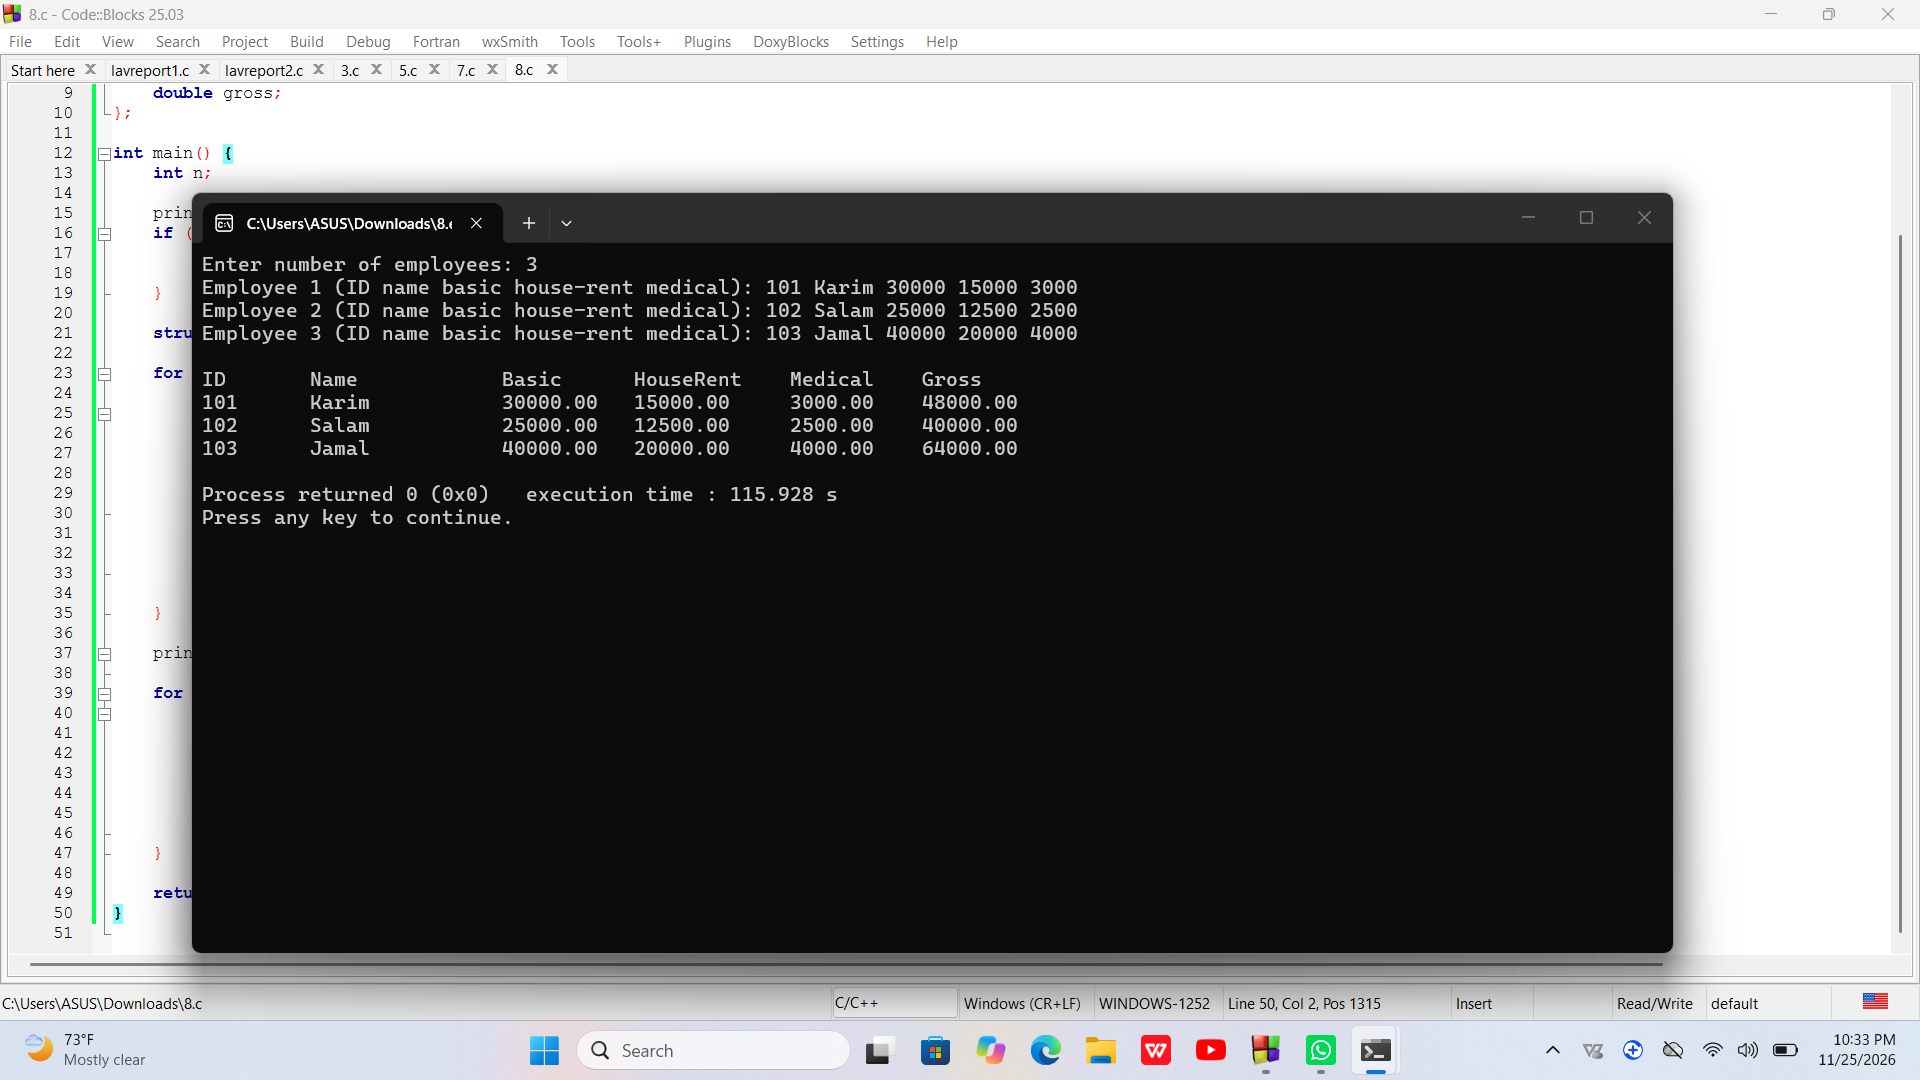 8.c - Code::Blocks 25.03
File Edit View Search Project Build Debug Fortran wxSmith Tools Tools+ Plugins DoxyBlocks Settings Help
Start here lavreport1.c lavreport2.c 3.c 5.c 7.c 8.c
9 double gross;
10 };
11
12 int main() {
13 int n;
14
15 prin
16 if (
17
18
19 }
20
21 stru
22
23 for
24
25
26
27
28
29
30
31
32
33
34
35 }
36
37 prin
38
39 for
40
41
42
43
44
45
46
47 }
48
49 retu
50 }
51
C:\Users\ASUS\Downloads\8.
Enter number of employees: 3
Employee 1 (ID name basic house-rent medical): 101 Karim 30000 15000 3000
Employee 2 (ID name basic house-rent medical): 102 Salam 25000 12500 2500
Employee 3 (ID name basic house-rent medical): 103 Jamal 40000 20000 4000
ID Name Basic HouseRent Medical Gross
101 Karim 30000.00 15000.00 3000.00 48000.00
102 Salam 25000.00 12500.00 2500.00 40000.00
103 Jamal 40000.00 20000.00 4000.00 64000.00
Process returned 0 (0x0) execution time : 115.928 s
Press any key to continue.
C:\Users\ASUS\Downloads\8.c C/C++ Windows (CR+LF) WINDOWS-1252 Line 50, Col 2, Pos 1315 Insert Read/Write default
73°F
Mostly clear
Search
10:33 PM
11/25/2026